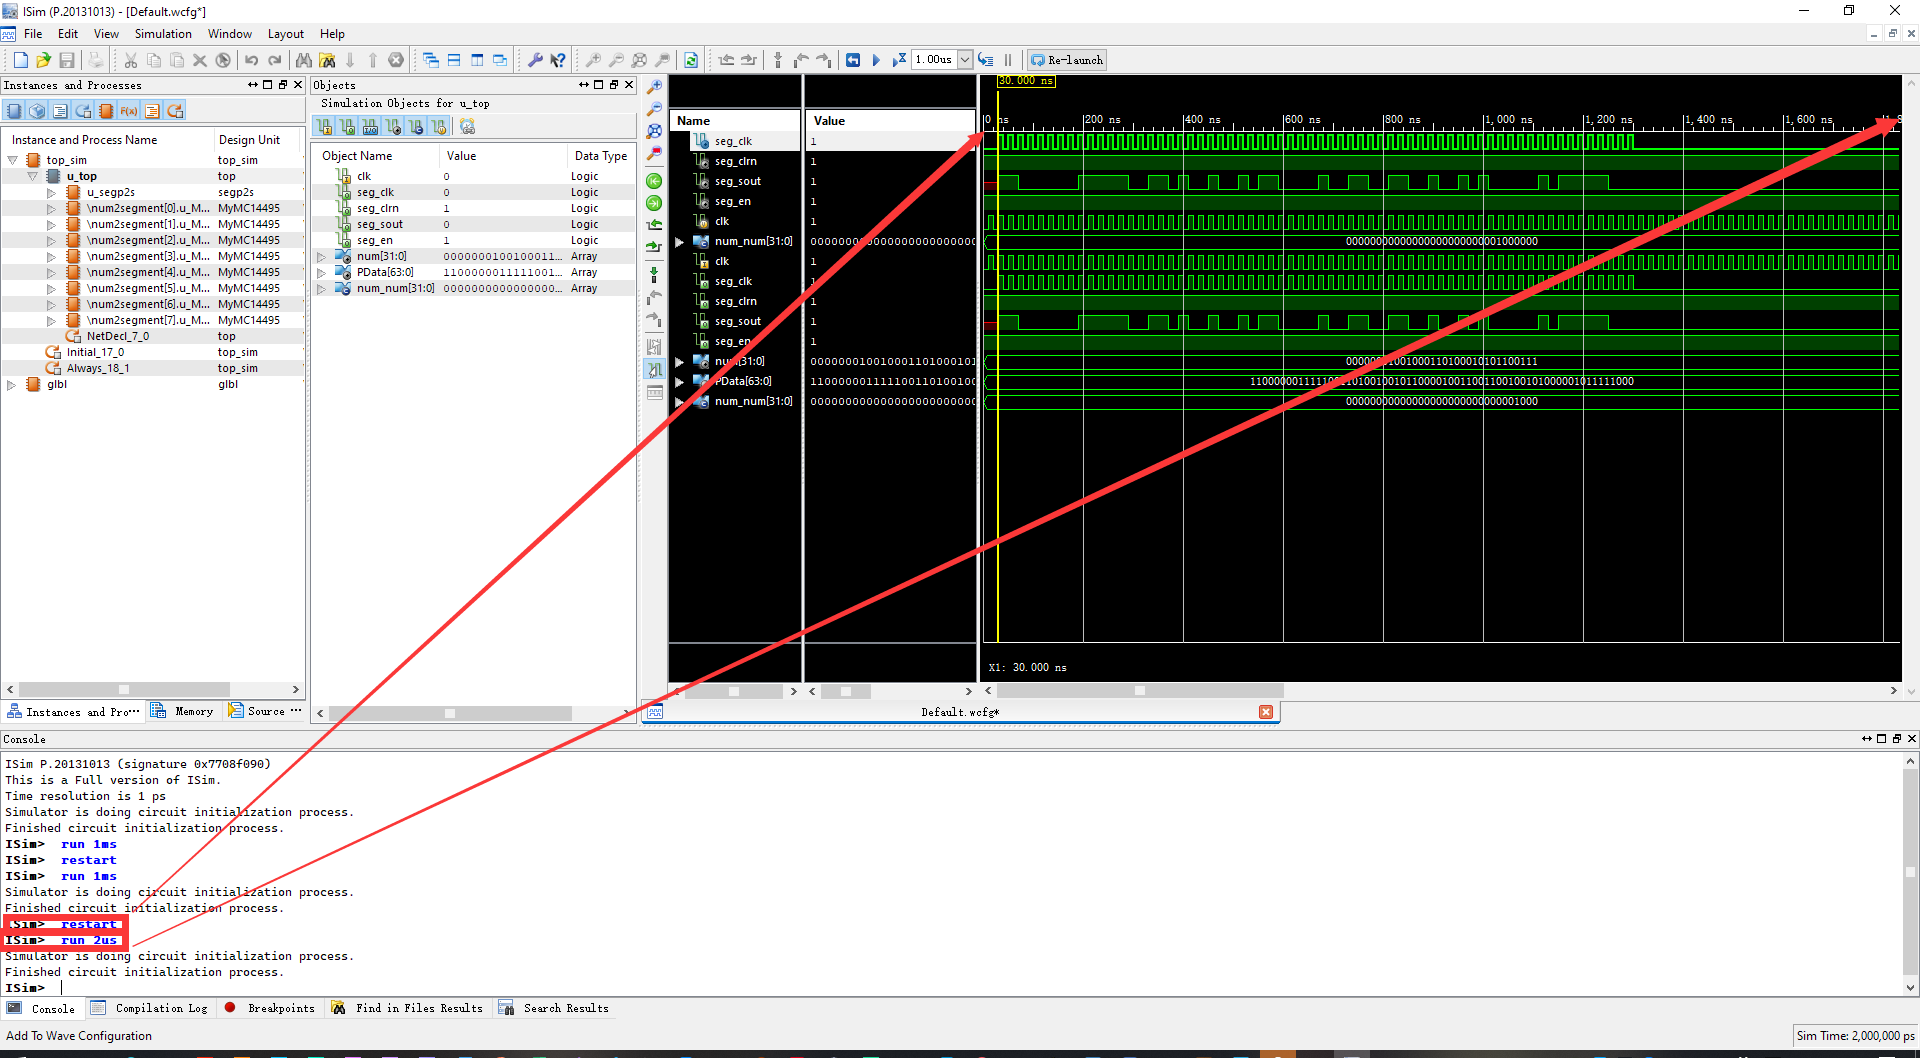 ISim (P.20131013) - [Default.wcfg*]
File Edit View Simulation Window Layout Help
1.00us Re-launch
Instances and Processes
Instance and Process Name Design Unit
top_sim top_sim
u_top top
u_segp2s segp2s
\num2segment[0].u_M... MyMC14495
\num2segment[1].u_M... MyMC14495
\num2segment[2].u_M... MyMC14495
\num2segment[3].u_M... MyMC14495
\num2segment[4].u_M... MyMC14495
\num2segment[5].u_M... MyMC14495
\num2segment[6].u_M... MyMC14495
\num2segment[7].u_M... MyMC14495
NetDecl_7_0 top
Initial_17_0 top_sim
Always_18_1 top_sim
glbl glbl
Instances and Pro··· Memory Source ···
Objects
Simulation Objects for u_top
Object Name Value Data Type
clk 0 Logic
seg_clk 0 Logic
seg_clrn 1 Logic
seg_sout 0 Logic
seg_en 1 Logic
num[31:0] 0000000100100011... Array
PData[63:0] 1100000011111001... Array
num_num[31:0] 0000000000000000... Array
Name Value
seg_clk 1
seg_clrn 1
seg_sout 1
seg_en 1
clk 1
num_num[31:0]
clk 1
seg_clk 1
seg_clrn 1
seg_sout 1
seg_en 1
num[31:0]
PData[63:0]
num_num[31:0]
30.000 ns
0 ns 200 ns 400 ns 600 ns 800 ns 1,000 ns 1,200 ns 1,400 ns 1,600 ns
00000000000000000000000001000000
X1: 30.000 ns
Default.wcfg*
Console
ISim P.20131013 (signature 0x7708f090)
This is a Full version of ISim.
Time resolution is 1 ps
Simulator is doing circuit initialization process.
Finished circuit initialization process.
ISim> run 1ms
ISim> restart
ISim> run 1ms
Simulator is doing circuit initialization process.
Finished circuit initialization process.
ISim> restart
ISim> run 2us
Simulator is doing circuit initialization process.
Finished circuit initialization process.
ISim>
Console Compilation Log Breakpoints Find in Files Results Search Results
Add To Wave Configuration
Sim Time: 2,000,000 ps